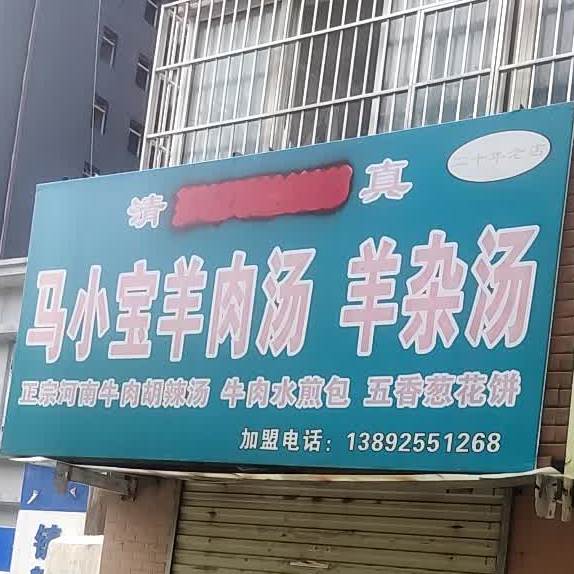 二十年老店
清 真
马小宝羊肉汤 羊杂汤
正宗河南牛肉胡辣汤 牛肉水煎包 五香葱花饼
加盟电话：13892551268